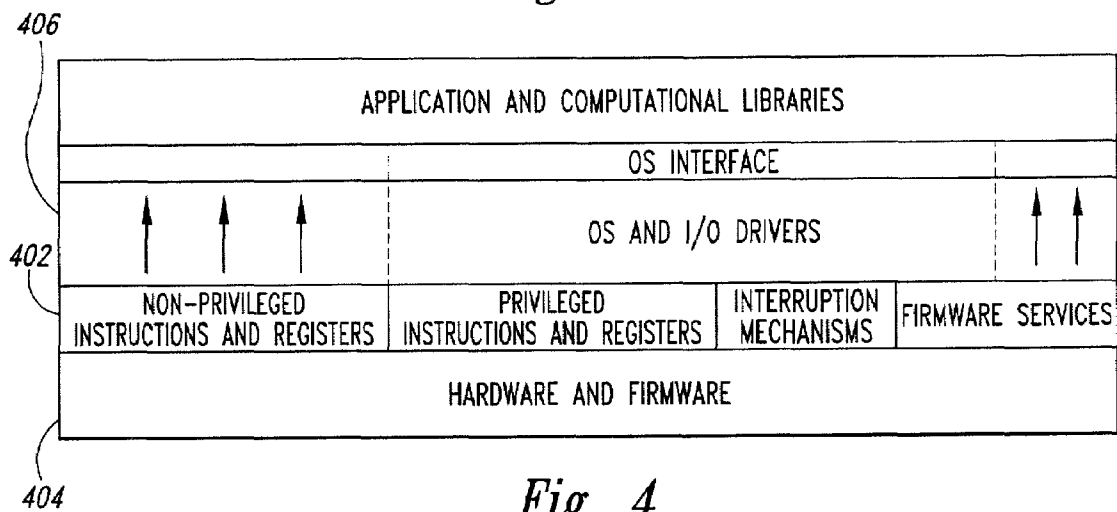 406
APPLICATION AND COMPUTATIONAL LIBRARIES
OS INTERFACE
OS AND I/O DRIVERS
402
NON-PRIVILEGED
INSTRUCTIONS AND REGISTERS
PRIVILEGED
INSTRUCTIONS AND REGISTERS
INTERRUPTION
MECHANISMS
FIRMWARE SERVICES
HARDWARE AND FIRMWARE
404
Fig. 4